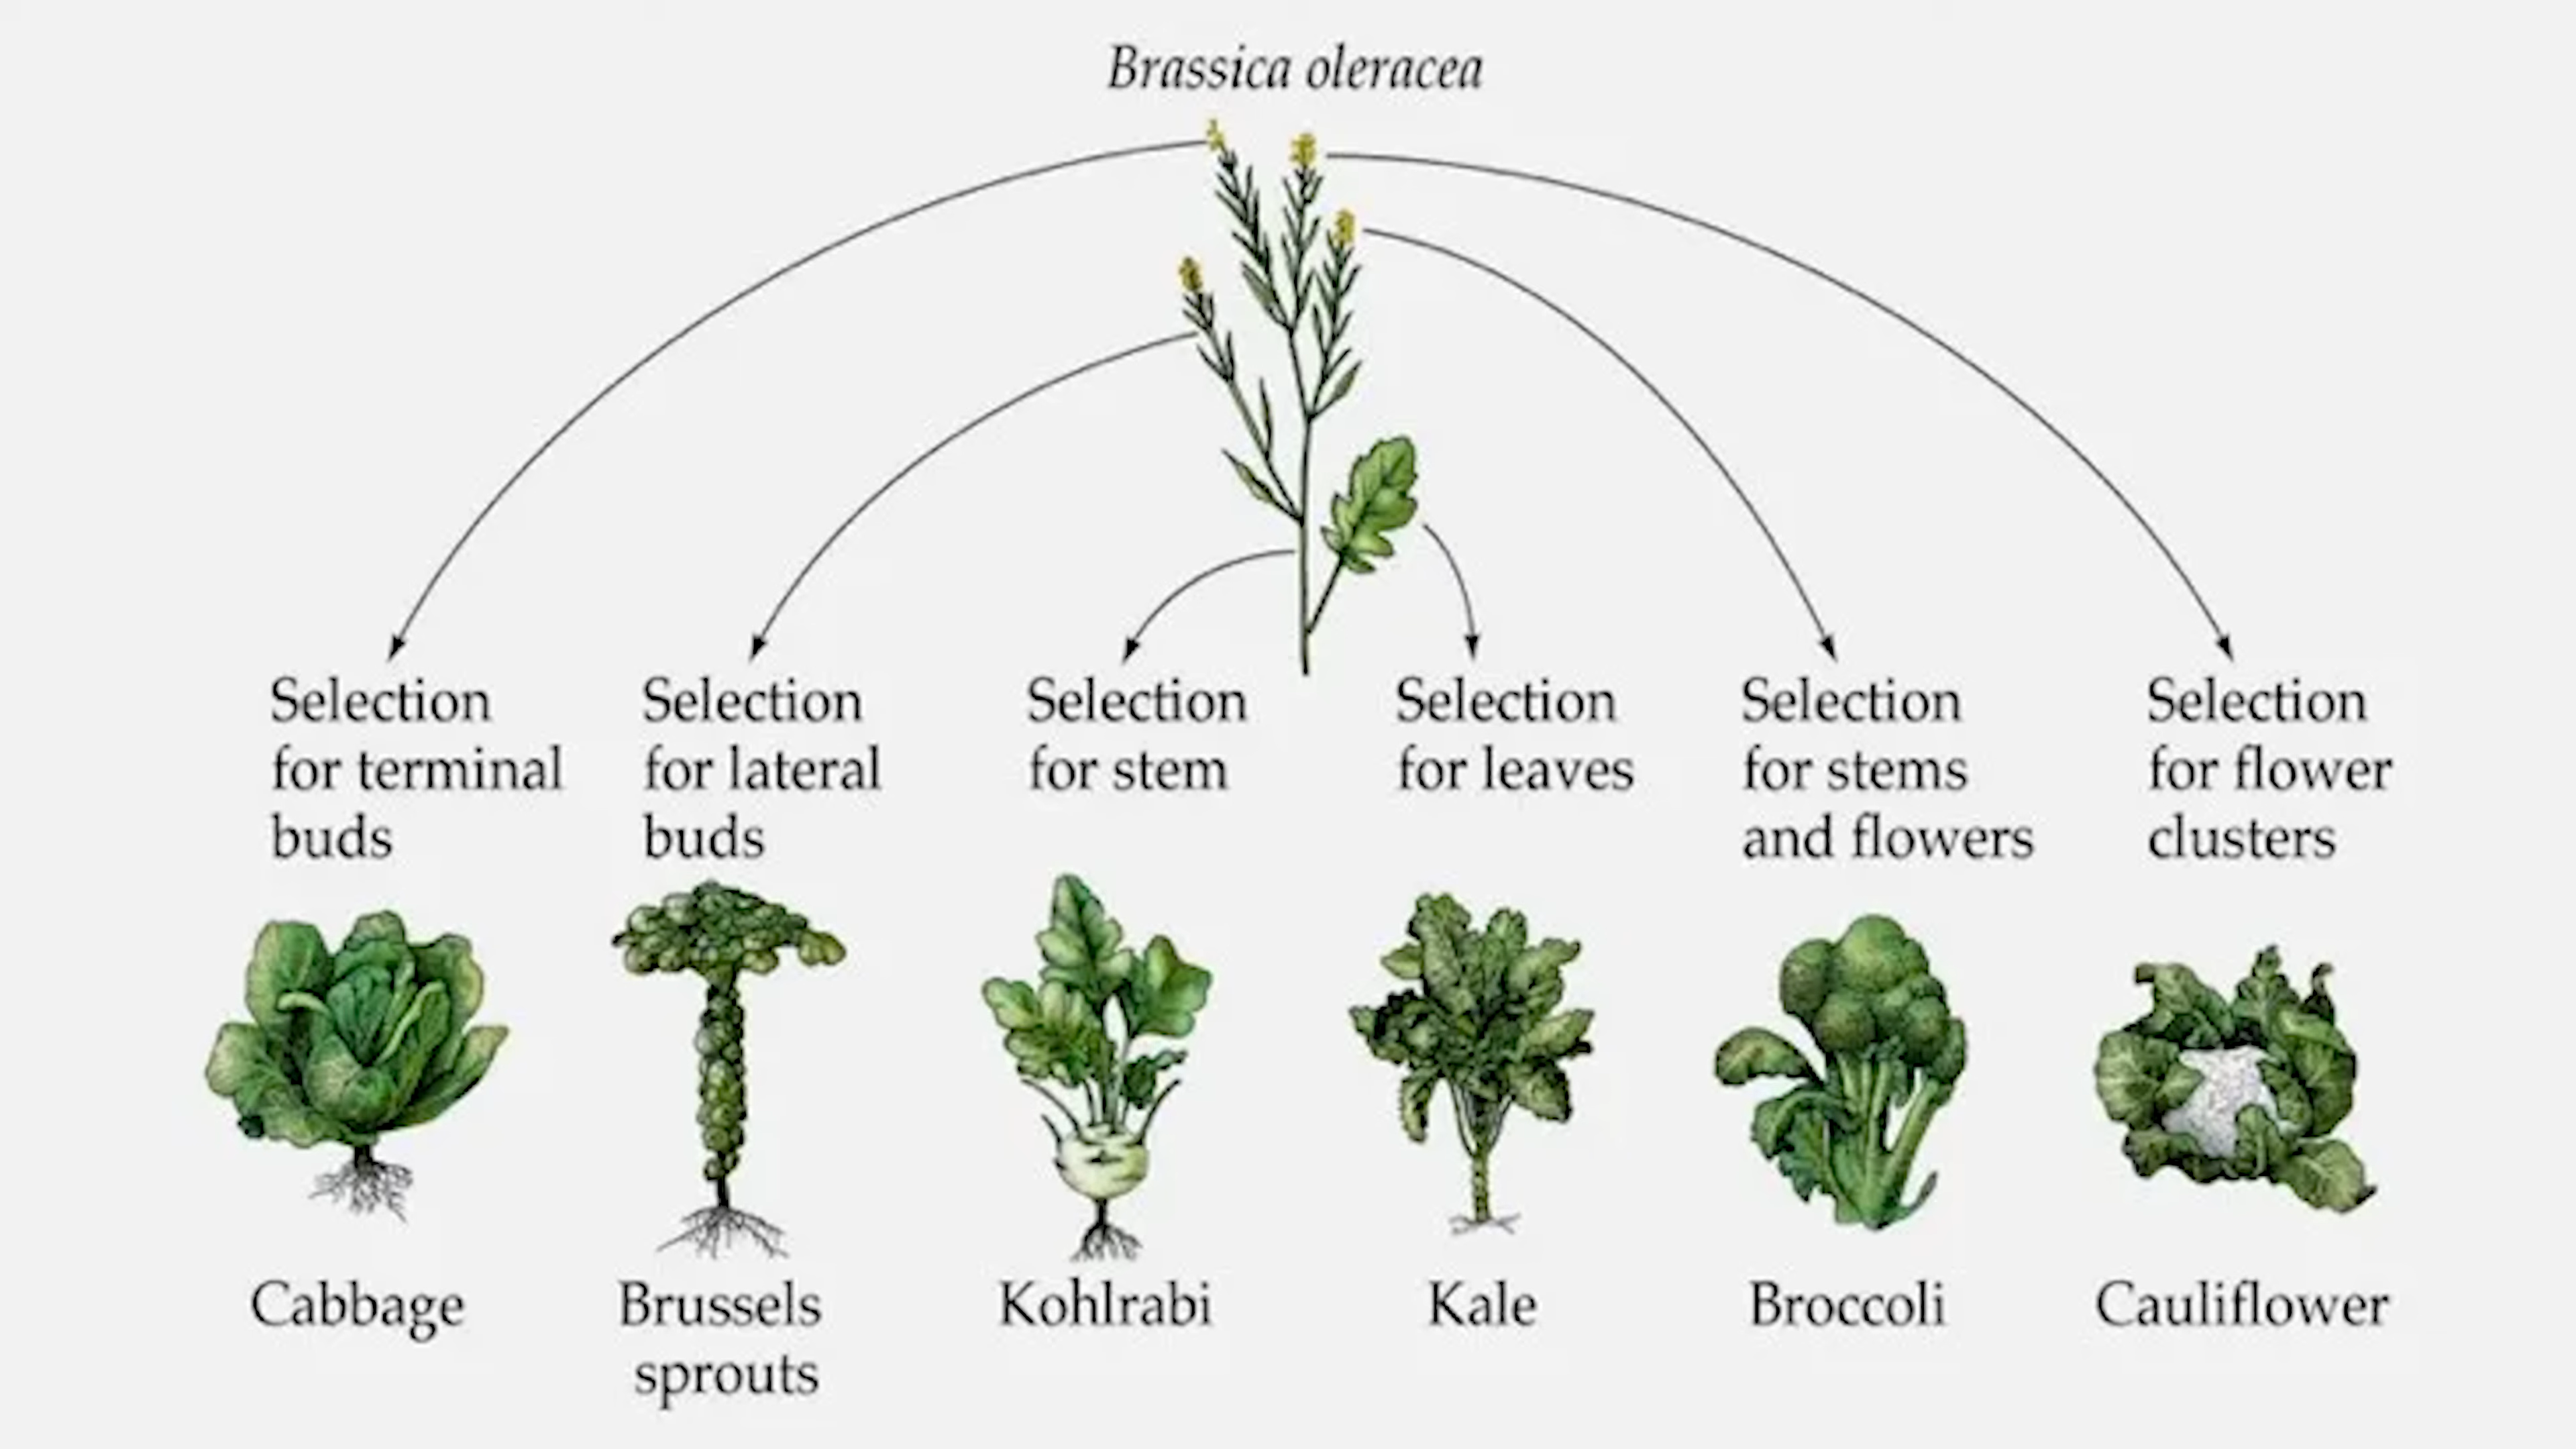 Brassica oleracea
Selection
for terminal
buds
Selection
for lateral
buds
Selection
for stem
Selection
for leaves
Selection
for stems
and flowers
Selection
for flower
clusters
Cabbage
Brussels
sprouts
Kohlrabi
Kale
Broccoli
Cauliflower